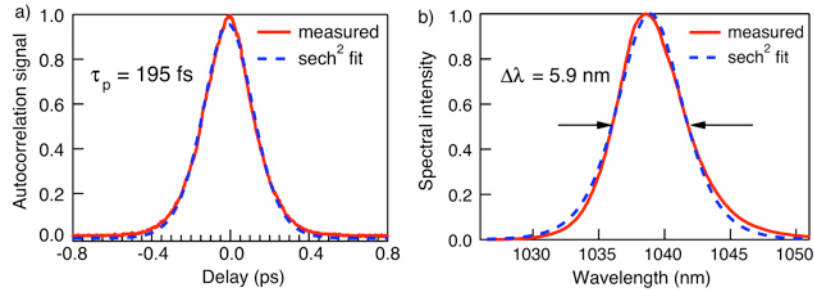 a)
1.0
0.8
0.6
0.4
0.2
0.0
Autocorrelation signal
measured
sech² fit
τp = 195 fs
-0.8 -0.4 0.0 0.4 0.8
Delay (ps)
b)
1.0
0.8
0.6
0.4
0.2
0.0
Spectral intensity
measured
sech² fit
Δλ = 5.9 nm
1030 1035 1040 1045 1050
Wavelength (nm)